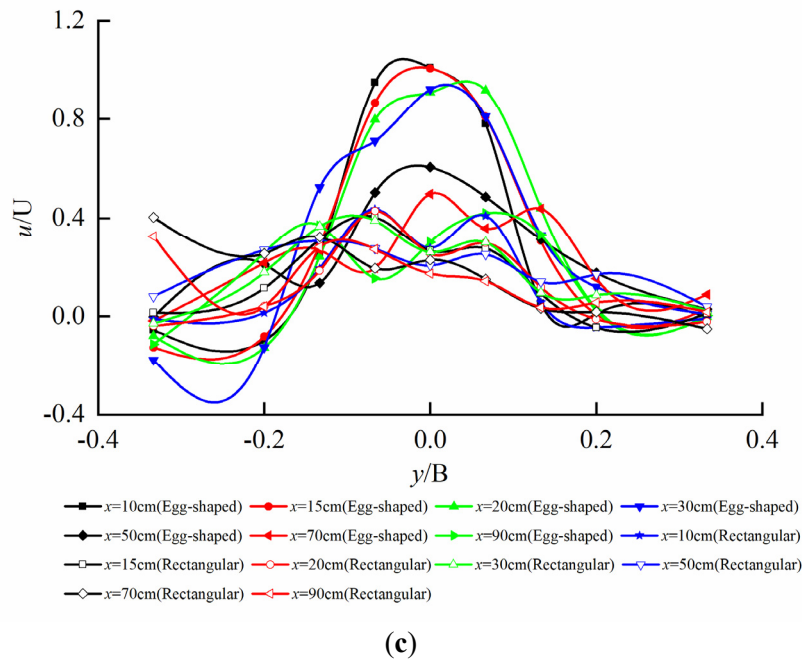 1.2
0.8
0.4
0.0
-0.4
u/U
-0.4 -0.2 0.0 0.2 0.4
y/B
x=10cm(Egg-shaped) x=15cm(Egg-shaped) x=20cm(Egg-shaped) x=30cm(Egg-shaped)
x=50cm(Egg-shaped) x=70cm(Egg-shaped) x=90cm(Egg-shaped) x=10cm(Rectangular)
x=15cm(Rectangular) x=20cm(Rectangular) x=30cm(Rectangular) x=50cm(Rectangular)
x=70cm(Rectangular) x=90cm(Rectangular)
(c)